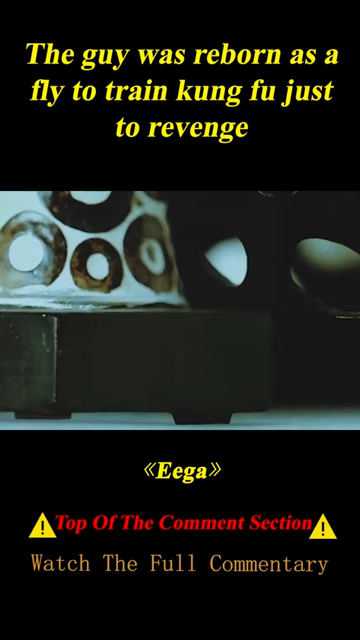 The guy was reborn as a
fly to train kung fu just
to revenge
《Eega》
Top Of The Comment Section
Watch The Full Commentary